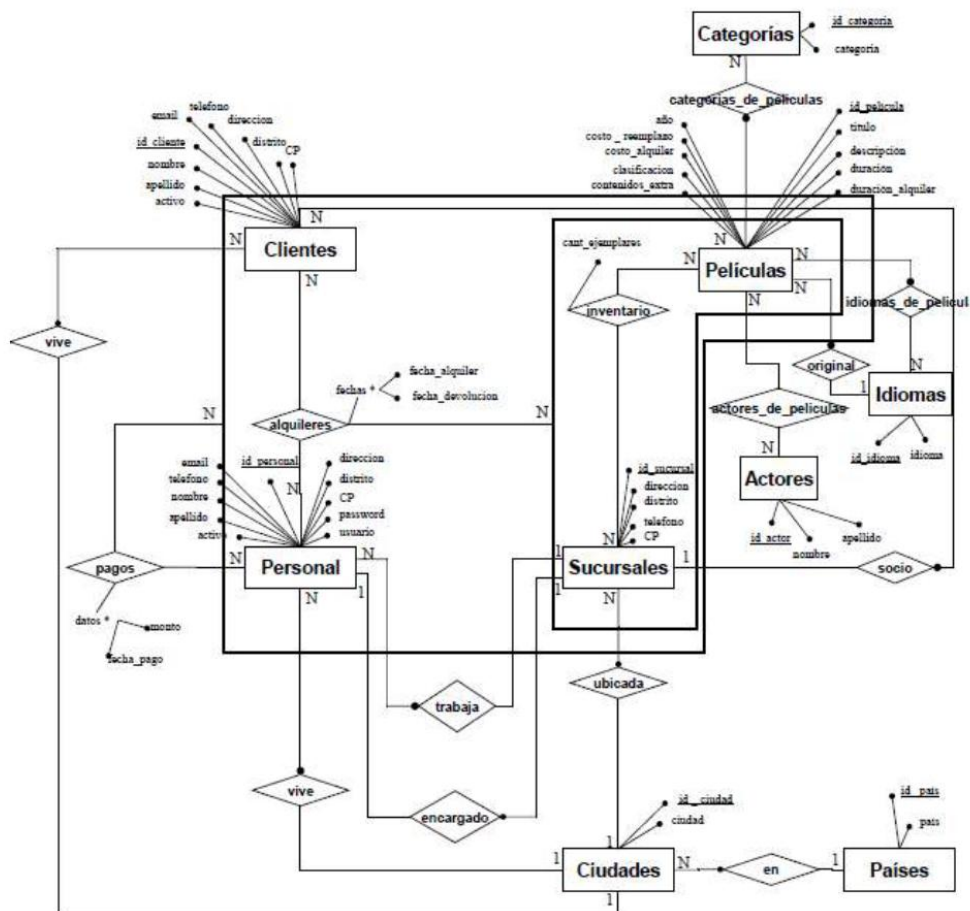 id_categoria
Categorías
categoria
N
categorias_de_peliculas
telefono
email
direccion
id_cliente
distrito
CP
nombre
apellido
activo
id_pelicula
año
titulo
costo_reemplazo
costo_alquiler
descripcion
clasificacion
duracion
contenidos_extra
duracion_alquiler
N
N
N
Clientes
N
cant_ejemplares
N
Películas
N
N
N
N
inventario
idiomas_de_pelicula
vive
original
N
1
Idiomas
fecha_alquiler
fechas *
fecha_devolucion
N
N
alquileres
actores_de_peliculas
id_idioma
idioma
N
Actores
id_actor
nombre
apellido
email
id_personal
direccion
telefono
distrito
N
nombre
CP
apellido
password
activo
usuario
id_sucursal
direccion
distrito
telefono
N
CP
pagos
N
Personal
N
1
N
1
1
Sucursales
1
N
socio
datos *
monto
fecha_pago
trabaja
ubicada
vive
encargado
id_ciudad
ciudad
1
1
Ciudades
N
1
en
1
Países
id_pais
pais